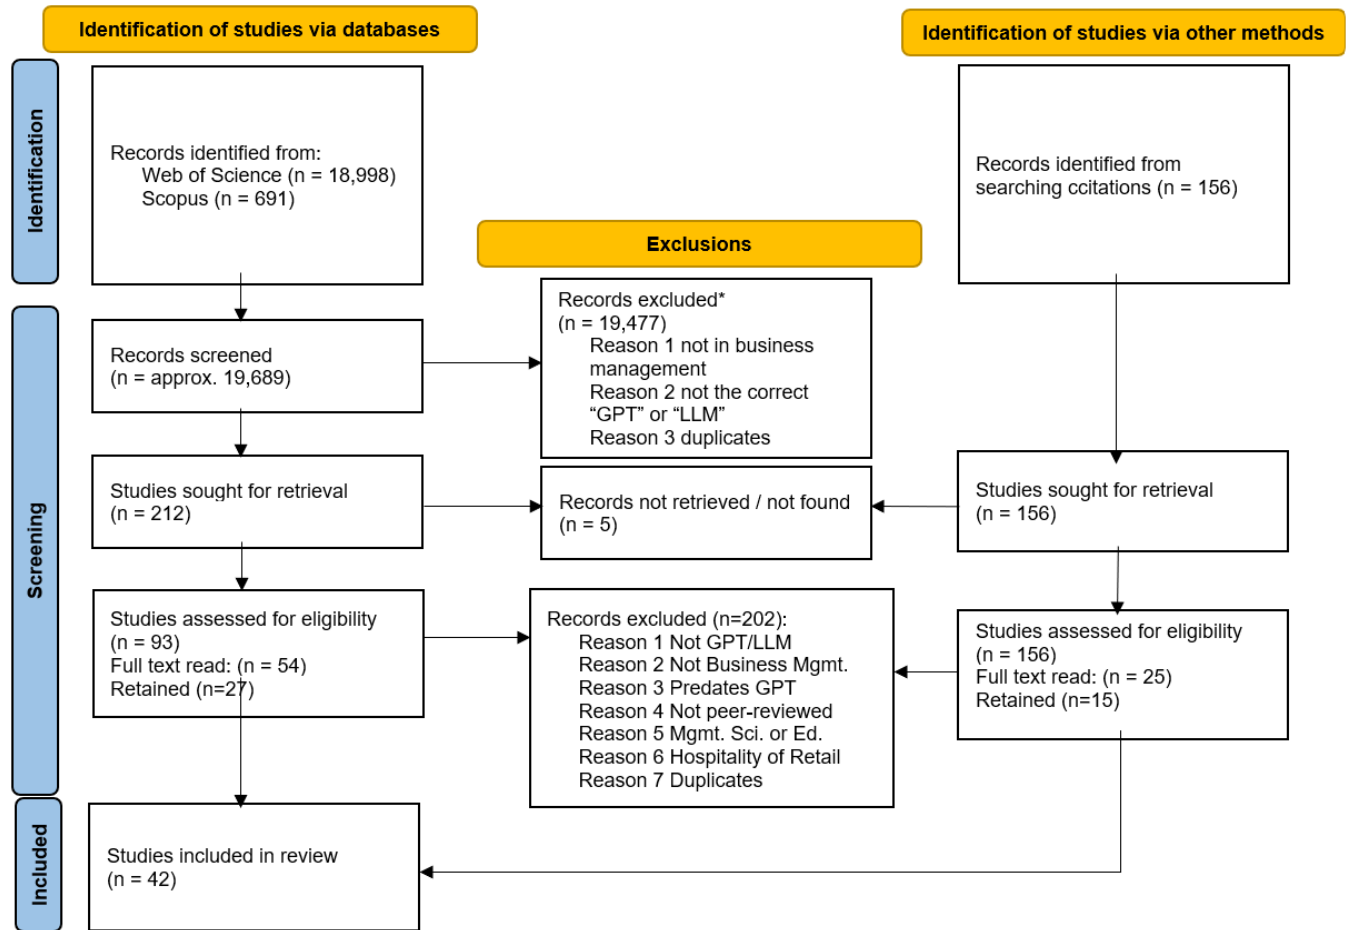 Identification of studies via databases
Identification of studies via other methods
Identification
Records identified from:
Web of Science (n = 18,998)
Scopus (n = 691)
Records identified from
searching ccitations (n = 156)
Exclusions
Screening
Records screened
(n = approx. 19,689)
Records excluded*
(n = 19,477)
Reason 1 not in business
management
Reason 2 not the correct
“GPT” or “LLM”
Reason 3 duplicates
Studies sought for retrieval
(n = 212)
Records not retrieved / not found
(n = 5)
Studies sought for retrieval
(n = 156)
Studies assessed for eligibility
(n = 93)
Full text read: (n = 54)
Retained (n=27)
Records excluded (n=202):
Reason 1 Not GPT/LLM
Reason 2 Not Business Mgmt.
Reason 3 Predates GPT
Reason 4 Not peer-reviewed
Reason 5 Mgmt. Sci. or Ed.
Reason 6 Hospitality of Retail
Reason 7 Duplicates
Studies assessed for eligibility
(n = 156)
Full text read: (n = 25)
Retained (n=15)
Included
Studies included in review
(n = 42)